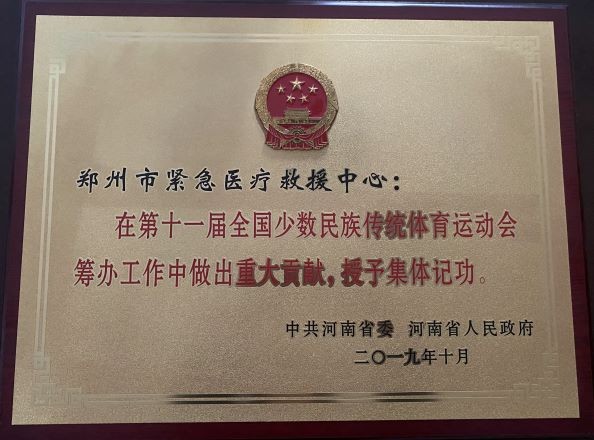 郑州市紧急医疗救援中心：
在第十一届全国少数民族传统体育运动会
筹办工作中做出重大贡献，授予集体记功。
中共河南省委 河南省人民政府
二〇一九年十月